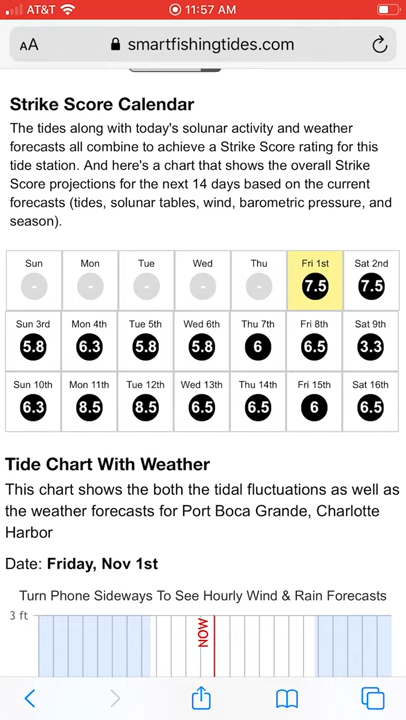 AT&T 11:57 AM
AA smartfishingtides.com
Strike Score Calendar
The tides along with today's solunar activity and weather
forecasts all combine to achieve a Strike Score rating for this
tide station. And here's a chart that shows the overall Strike
Score projections for the next 14 days based on the current
forecasts (tides, solunar tables, wind, barometric pressure, and
season).
Sun Mon Tue Wed Thu Fri 1st Sat 2nd
- - - - - 7.5 7.5
Sun 3rd Mon 4th Tue 5th Wed 6th Thu 7th Fri 8th Sat 9th
5.8 6.3 5.8 5.8 6 6.5 3.3
Sun 10th Mon 11th Tue 12th Wed 13th Thu 14th Fri 15th Sat 16th
6.3 8.5 8.5 6.5 6.5 6 6.5
Tide Chart With Weather
This chart shows the both the tidal fluctuations as well as
the weather forecasts for Port Boca Grande, Charlotte
Harbor
Date: Friday, Nov 1st
Turn Phone Sideways To See Hourly Wind & Rain Forecasts
3 ft
NOW